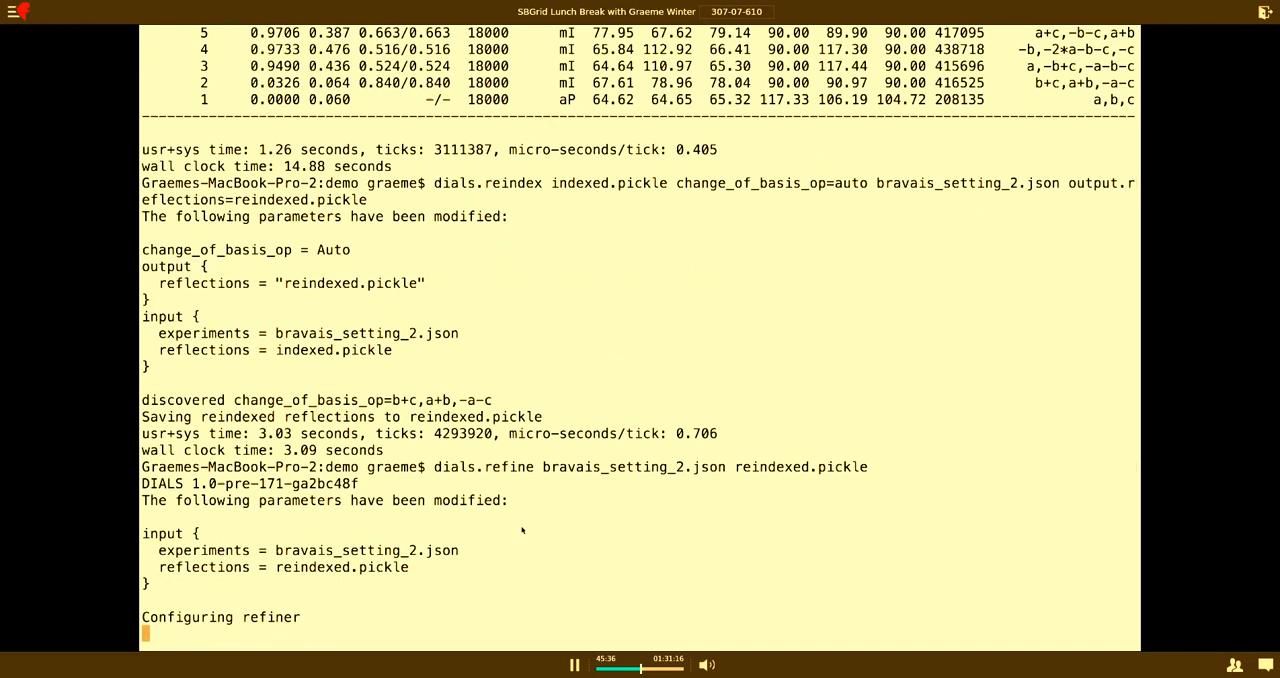 SBGrid Lunch Break with Graeme Winter 307-07-610
5 0.9706 0.387 0.663/0.663 18000 mI 77.95 67.62 79.14 90.00 89.90 90.00 417095 a+c,-b-c,a+b
4 0.9733 0.476 0.516/0.516 18000 mI 65.84 112.92 66.41 90.00 117.30 90.00 438718 -b,-2*a-b-c,-c
3 0.9490 0.436 0.524/0.524 18000 mI 64.64 110.97 65.30 90.00 117.44 90.00 415696 a,-b+c,-a-b-c
2 0.0326 0.064 0.840/0.840 18000 mI 67.61 78.96 78.04 90.00 90.97 90.00 416525 b+c,a+b,-a-c
1 0.0000 0.060 -/- 18000 aP 64.62 64.65 65.32 117.33 106.19 104.72 208135 a,b,c
------------------------------------------------------------------------------------------------------------------------
usr+sys time: 1.26 seconds, ticks: 3111387, micro-seconds/tick: 0.405
wall clock time: 14.88 seconds
Graemes-MacBook-Pro-2:demo graeme$ dials.reindex indexed.pickle change_of_basis_op=auto bravais_setting_2.json output.r
eflections=reindexed.pickle
The following parameters have been modified:
change_of_basis_op = Auto
output {
reflections = "reindexed.pickle"
}
input {
experiments = bravais_setting_2.json
reflections = indexed.pickle
}
discovered change_of_basis_op=b+c,a+b,-a-c
Saving reindexed reflections to reindexed.pickle
usr+sys time: 3.03 seconds, ticks: 4293920, micro-seconds/tick: 0.706
wall clock time: 3.09 seconds
Graemes-MacBook-Pro-2:demo graeme$ dials.refine bravais_setting_2.json reindexed.pickle
DIALS 1.0-pre-171-ga2bc48f
The following parameters have been modified:
input {
experiments = bravais_setting_2.json
reflections = reindexed.pickle
}
Configuring refiner
45:36 01:31:16